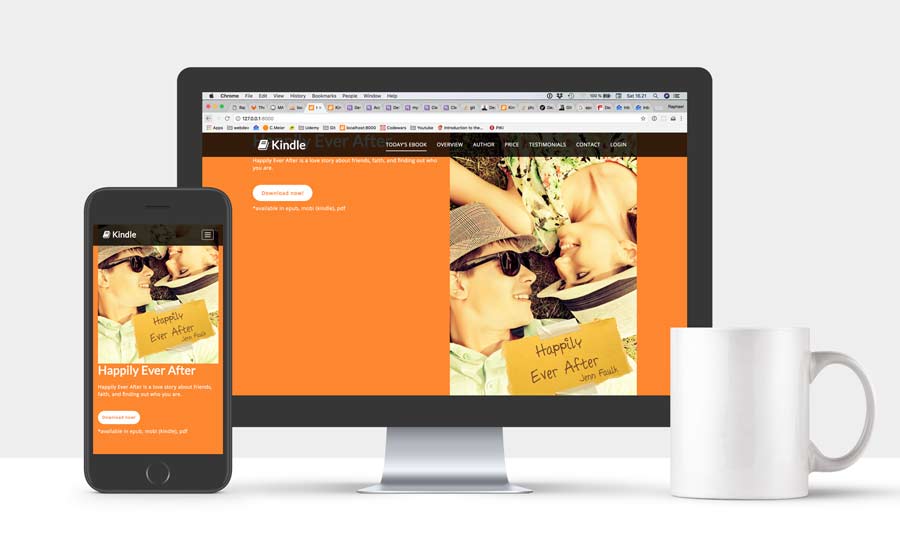 Chrome File Edit View History Bookmarks People Window Help
100 % Sat 16.21
Raphael
127.0.0.1:8000
Apps webdev C.Meier Udemy Git localhost:8000 Codewars Youtube Introduction to the... PIKI
Kindle TODAY'S EBOOK OVERVIEW AUTHOR PRICE TESTIMONIALS CONTACT LOGIN
Happily Ever After
Happily Ever After is a love story about friends, faith, and finding out who
you are.
Download now!
*available in epub, mobi (kindle), pdf
Happily
Ever After
Jenn Faulk
Kindle
Happily
Ever After
Jenn Faulk
Happily Ever After
Happily Ever After is a love story about friends,
faith, and finding out who you are.
Download now!
*available in epub, mobi (kindle), pdf